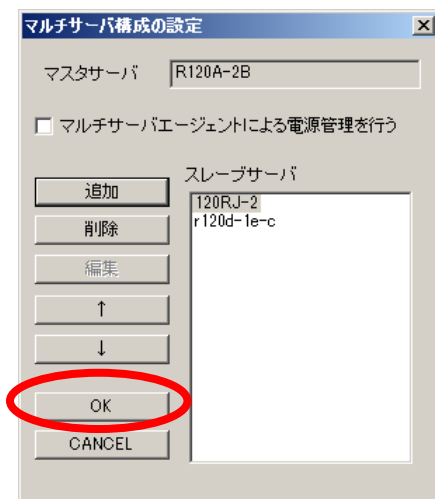 マルチサーバ構成の設定
マスタサーバ R120A-2B
マルチサーバエージェントによる電源管理を行う
スレーブサーバ
追加
削除
編集
↑
↓
OK
CANCEL
120RJ-2
r120d-1e-c